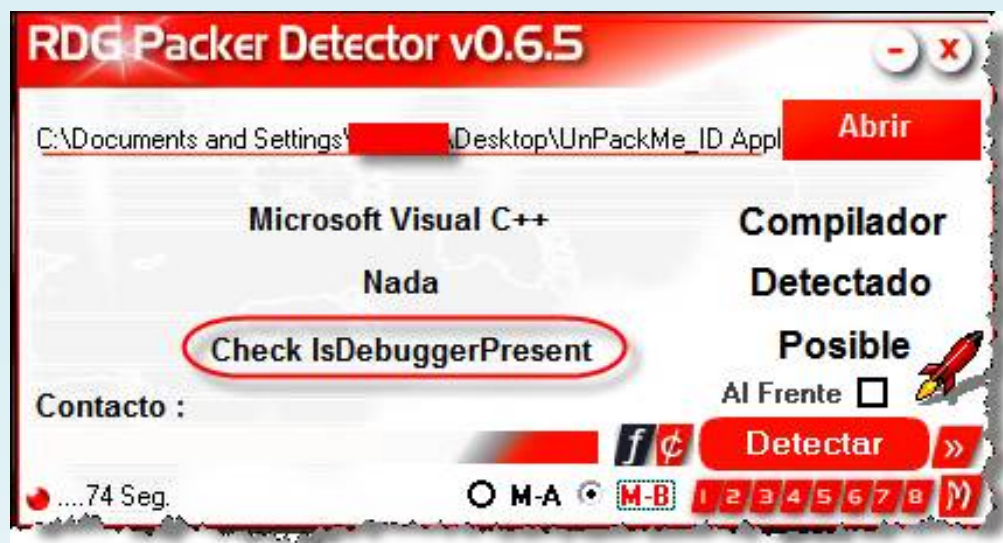 RDG Packer Detector v0.6.5
- x
C:\Documents and Settings\ \Desktop\UnPackMe_ID Appl
Abrir
Microsoft Visual C++ Compilador
Nada Detectado
Check IsDebuggerPresent Posible
Al Frente
Contacto :
ƒ ¢ Detectar »
....74 Seg. M-A M-B 1 2 3 4 5 6 7 8 M